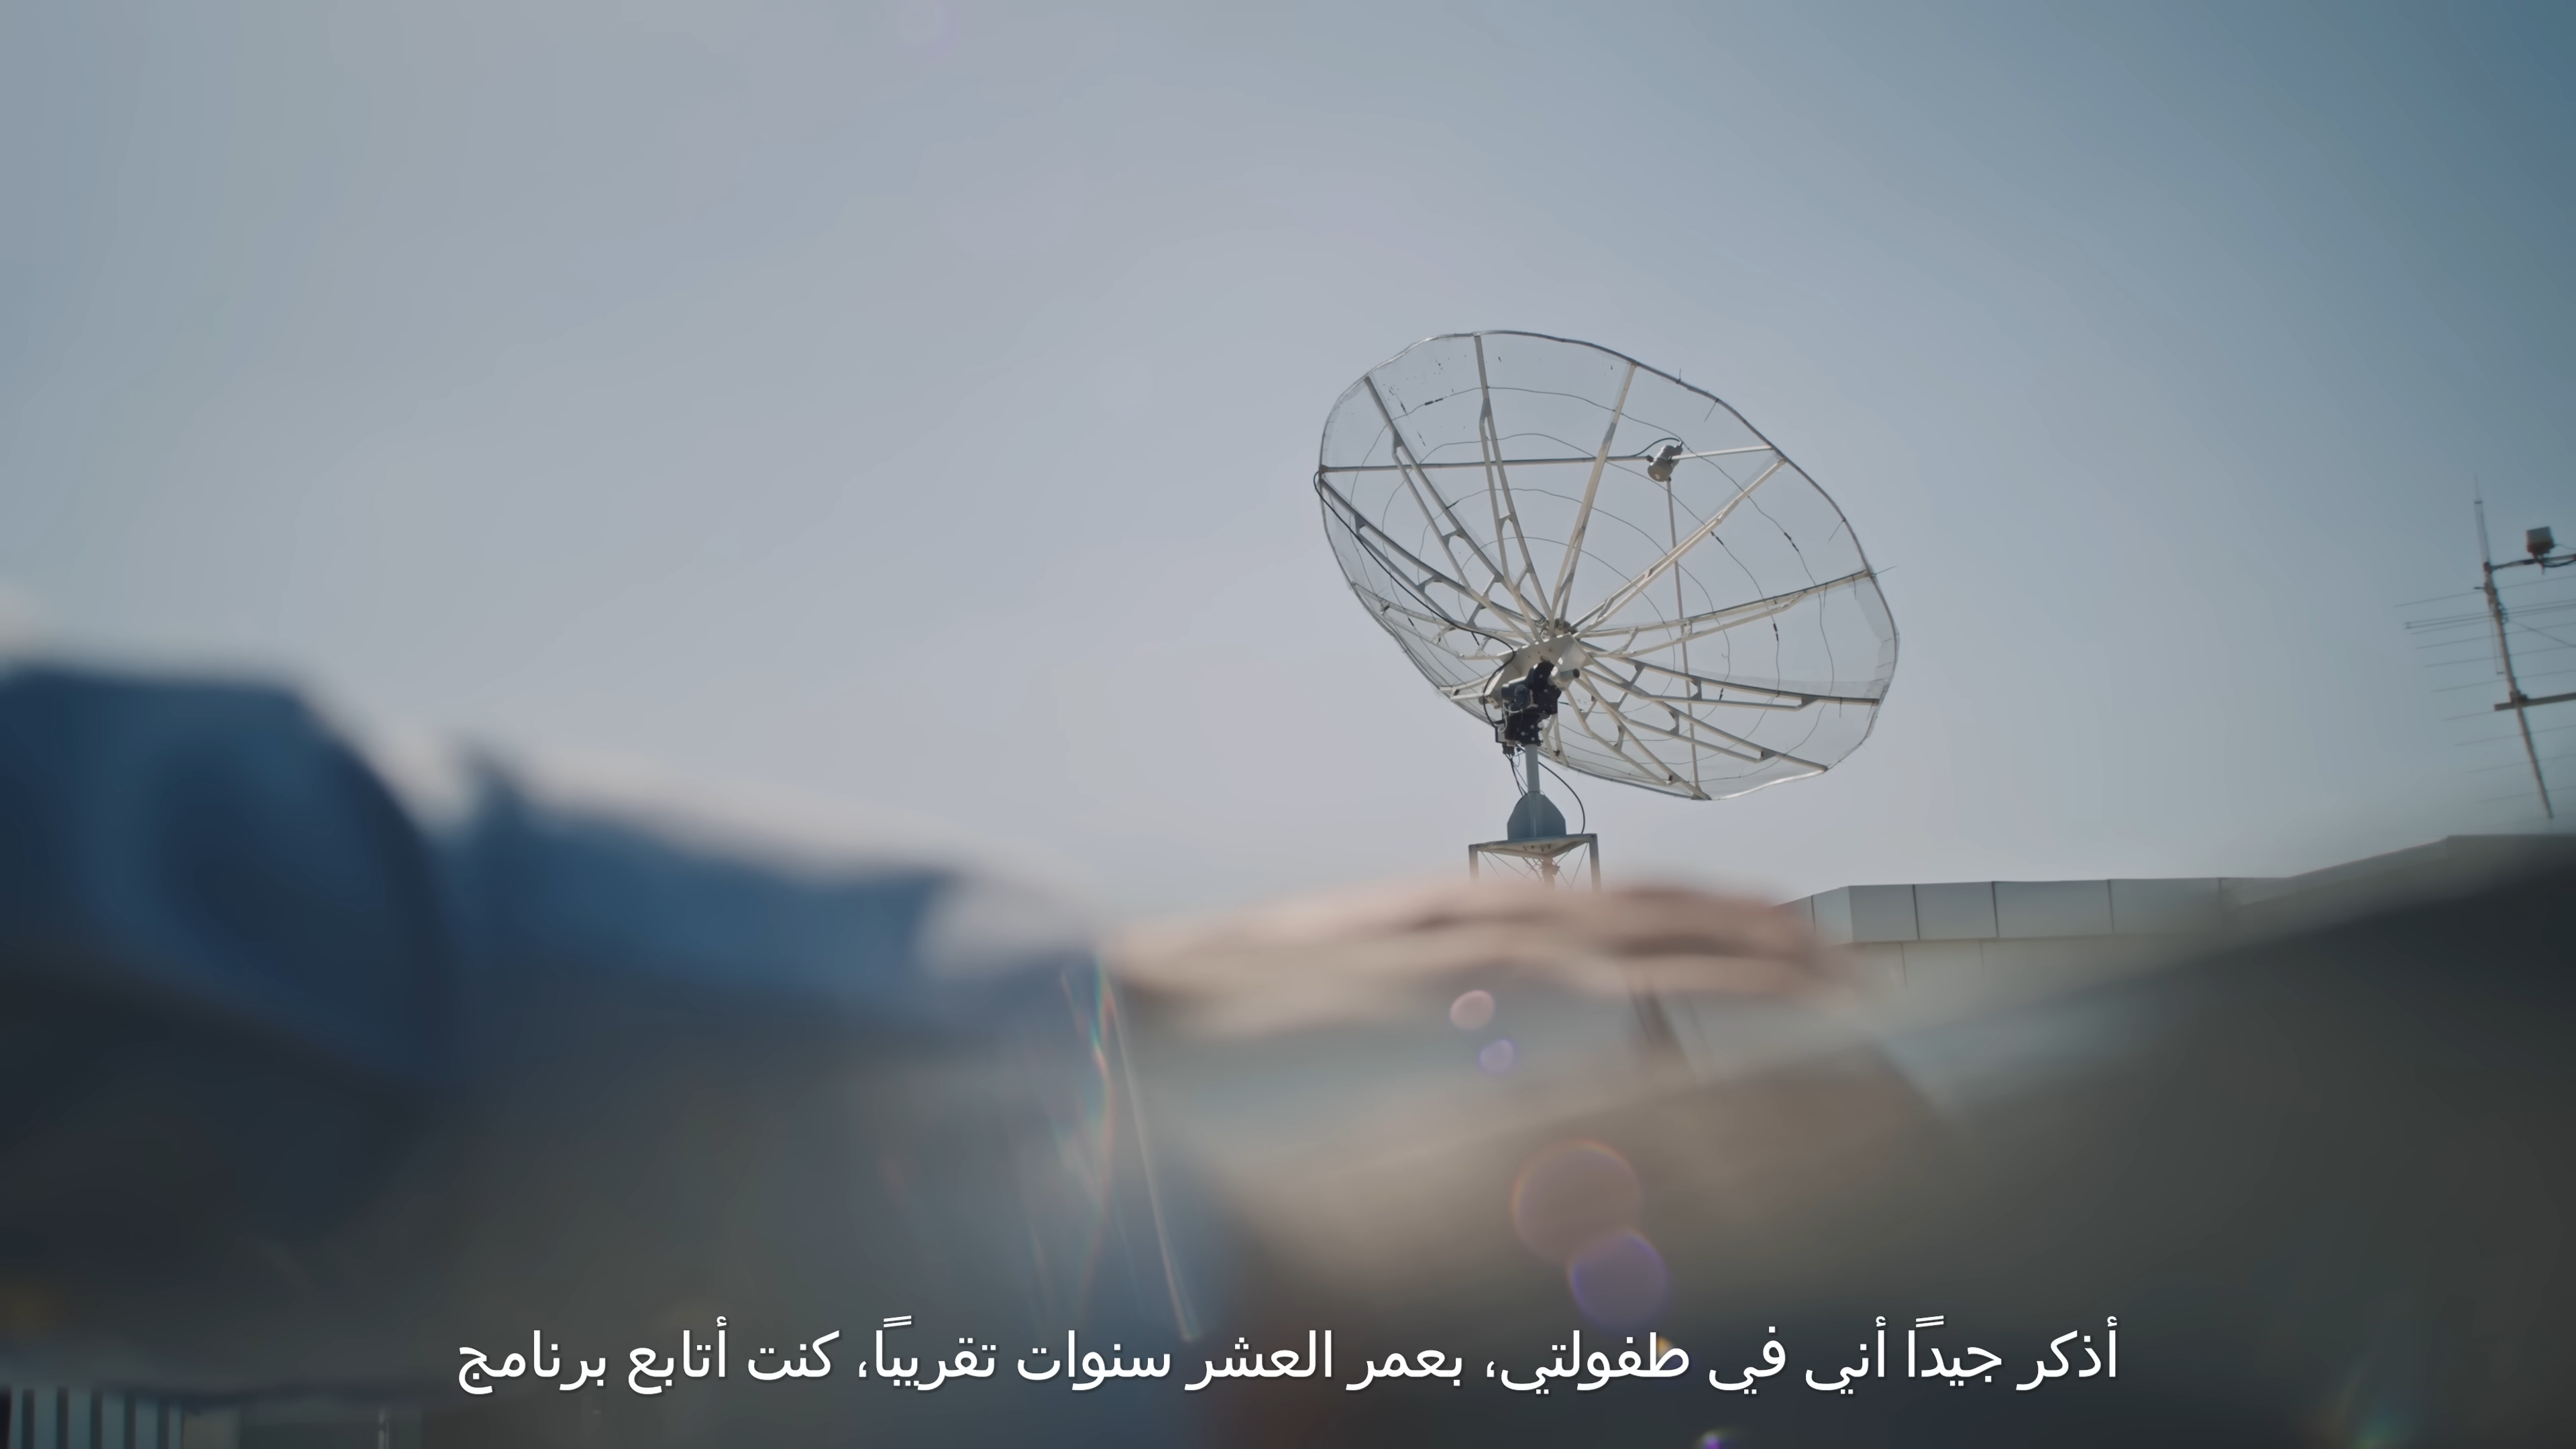 أذكر جيداً أني في طفولتي، بعمر العشر سنوات تقريباً، كنت أتابع برنامج